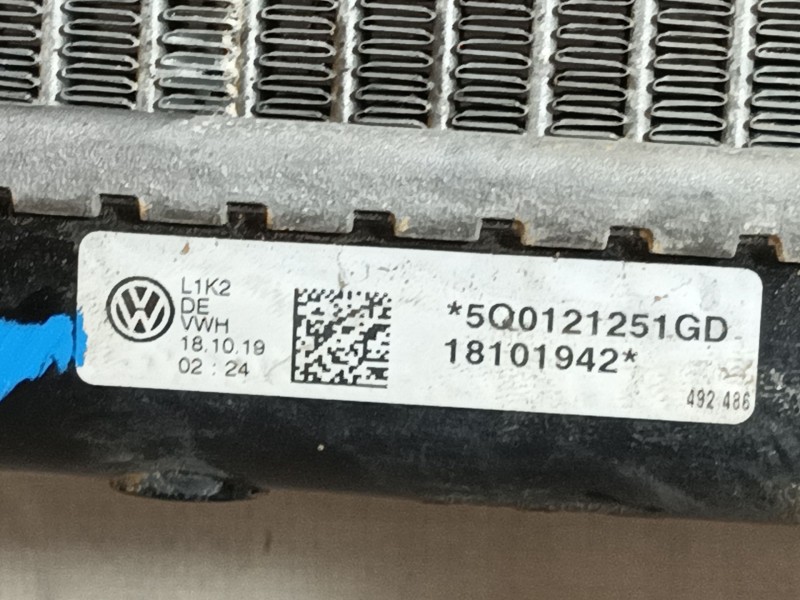 L1K2
DE
VWH
18.10.19
02 : 24
*5Q0121251GD
18101942*
492 486